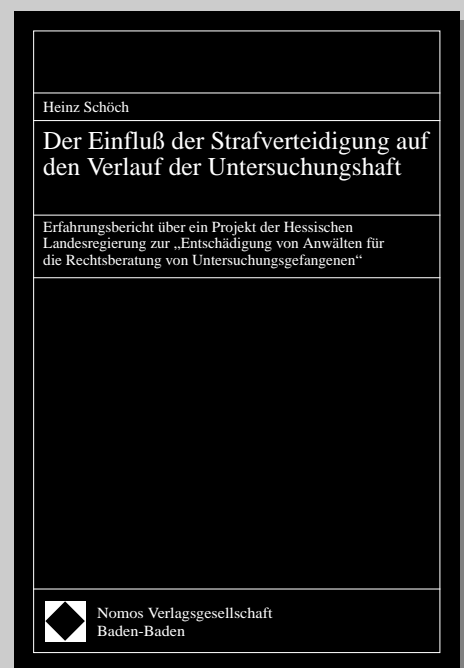 Heinz Schöch
Der Einfluß der Strafverteidigung auf
den Verlauf der Untersuchungshaft
Erfahrungsbericht über ein Projekt der Hessischen
Landesregierung zur „Entschädigung von Anwälten für
die Rechtsberatung von Untersuchungsgefangenen“
Nomos Verlagsgesellschaft
Baden-Baden